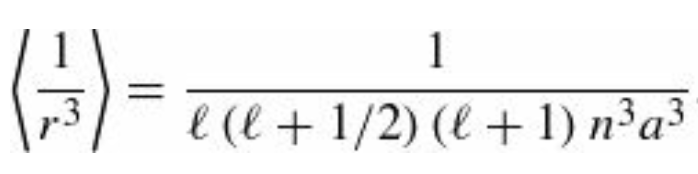 ⟨1/r³⟩ = 1/(ℓ (ℓ + 1/2) (ℓ + 1) n³a³)